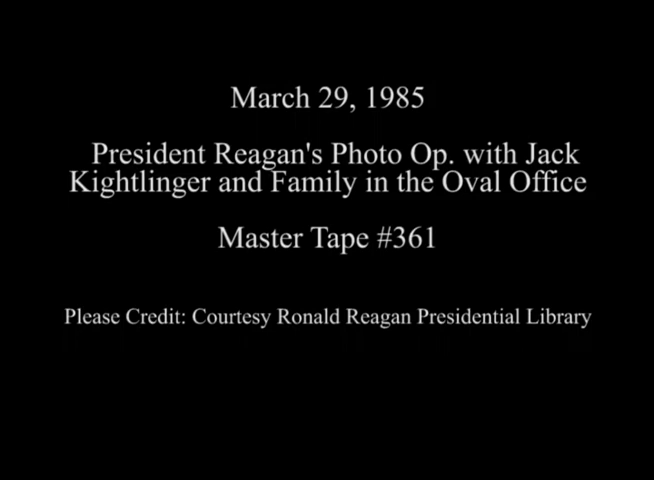 March 29, 1985
President Reagan's Photo Op. with Jack
Kightlinger and Family in the Oval Office
Master Tape #361
Please Credit: Courtesy Ronald Reagan Presidential Library